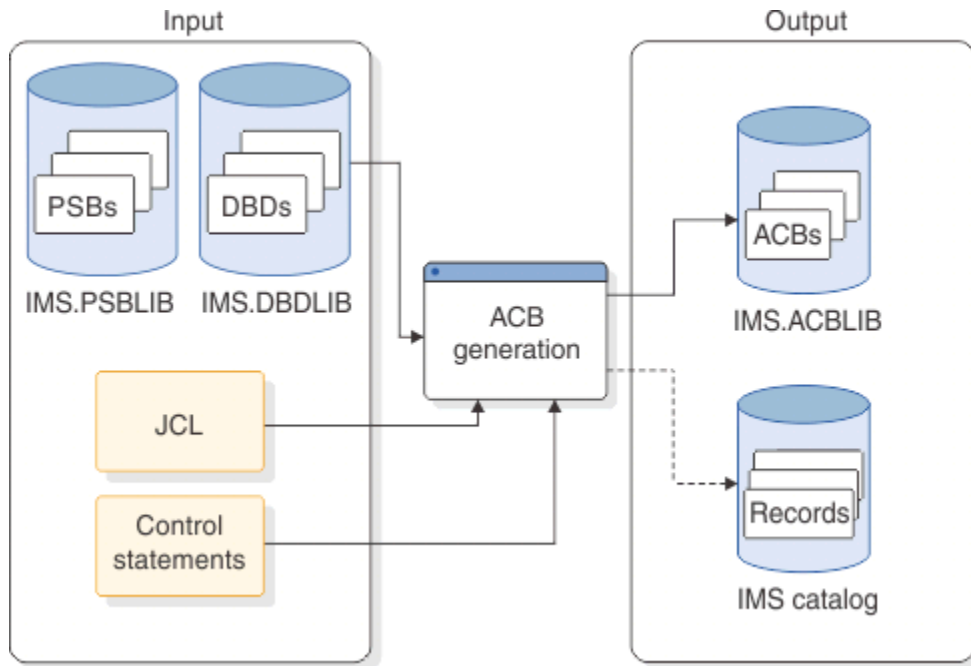 Input
Output
PSBs
DBDs
IMS.PSBLIB
IMS.DBDLIB
JCL
Control
statements
ACB
generation
ACBs
IMS.ACBLIB
Records
IMS catalog